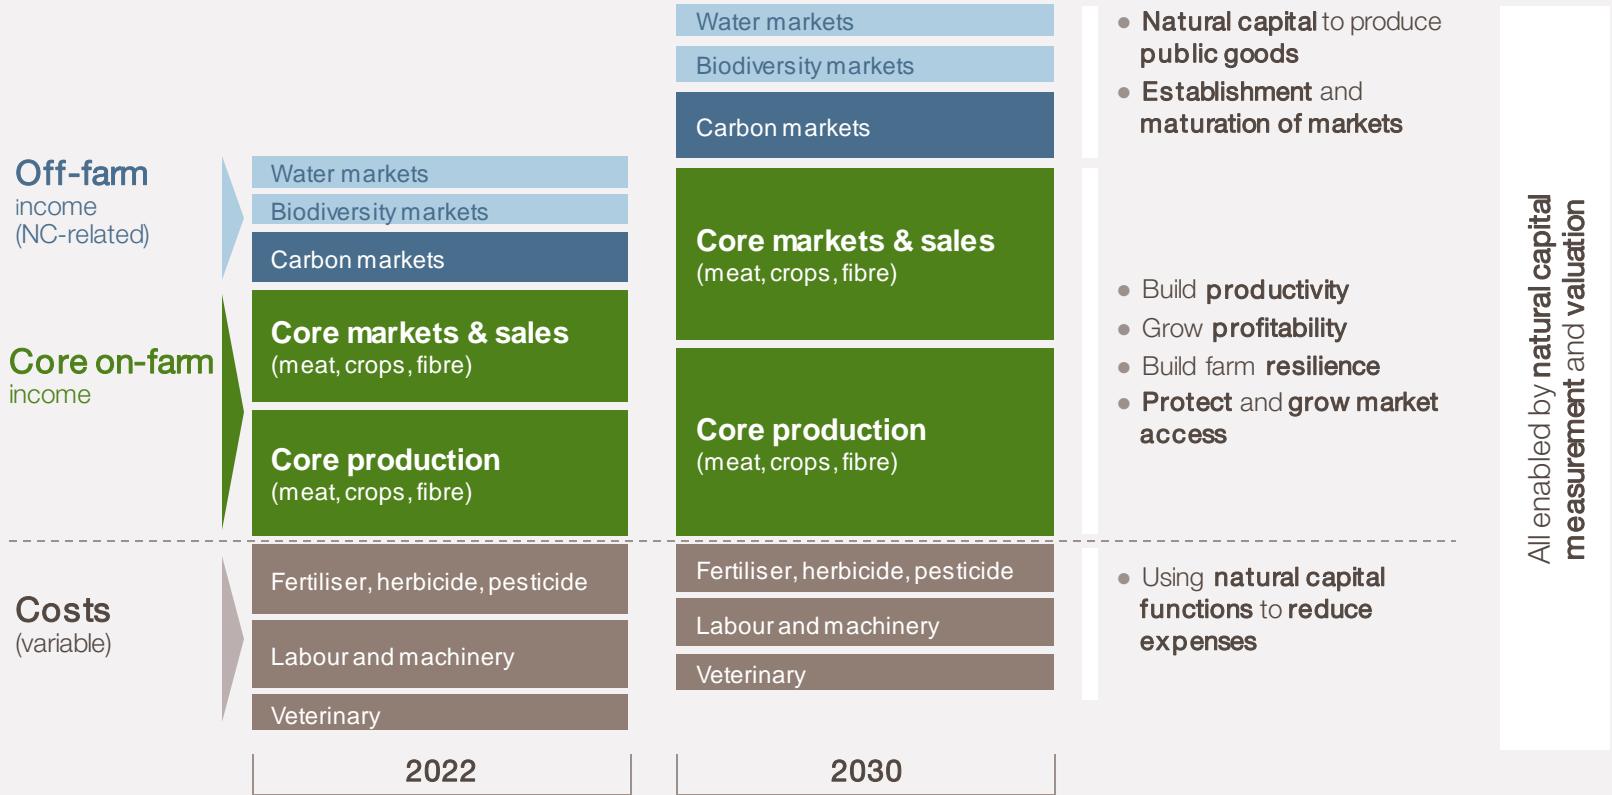 Off-farm
income
(NC-related)
Core on-farm
income
Costs
(variable)
Water markets
Biodiversity markets
Carbon markets
Core markets & sales
(meat, crops, fibre)
Core production
(meat, crops, fibre)
Fertiliser, herbicide, pesticide
Labour and machinery
Veterinary
2022
Water markets
Biodiversity markets
Carbon markets
Core markets & sales
(meat, crops, fibre)
Core production
(meat, crops, fibre)
Fertiliser, herbicide, pesticide
Labour and machinery
Veterinary
2030
● Natural capital to produce
public goods
● Establishment and
maturation of markets
● Build productivity
● Grow profitability
● Build farm resilience
● Protect and grow market
access
● Using natural capital
functions to reduce
expenses
All enabled by natural capital
measurement and valuation